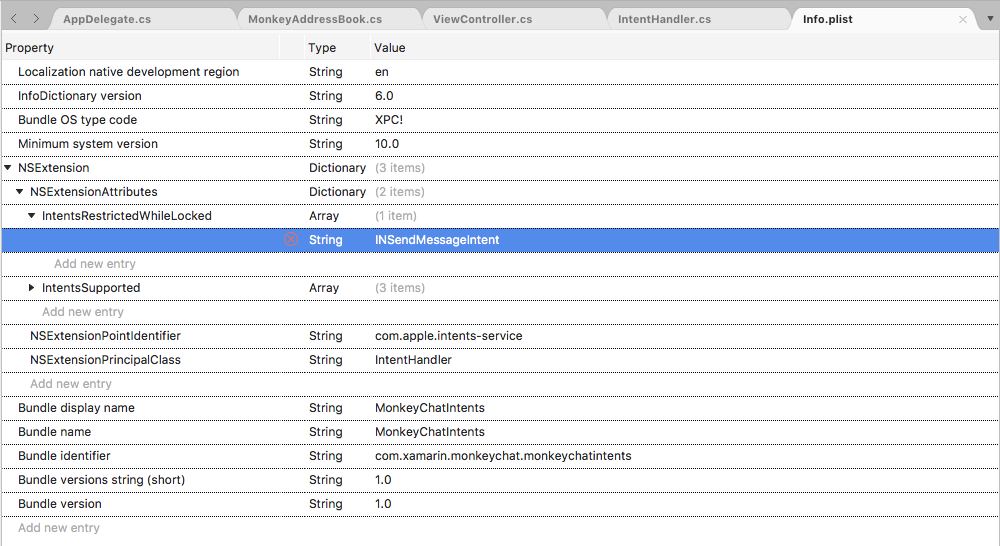 AppDelegate.cs MonkeyAddressBook.cs ViewController.cs IntentHandler.cs Info.plist
Property Type Value
Localization native development region String en
InfoDictionary version String 6.0
Bundle OS type code String XPC!
Minimum system version String 10.0
NSExtension Dictionary (3 items)
NSExtensionAttributes Dictionary (2 items)
IntentsRestrictedWhileLocked Array (1 item)
String INSendMessageIntent
Add new entry
IntentsSupported Array (3 items)
Add new entry
NSExtensionPointIdentifier String com.apple.intents-service
NSExtensionPrincipalClass String IntentHandler
Add new entry
Bundle display name String MonkeyChatIntents
Bundle name String MonkeyChatIntents
Bundle identifier String com.xamarin.monkeychat.monkeychatintents
Bundle versions string (short) String 1.0
Bundle version String 1.0
Add new entry